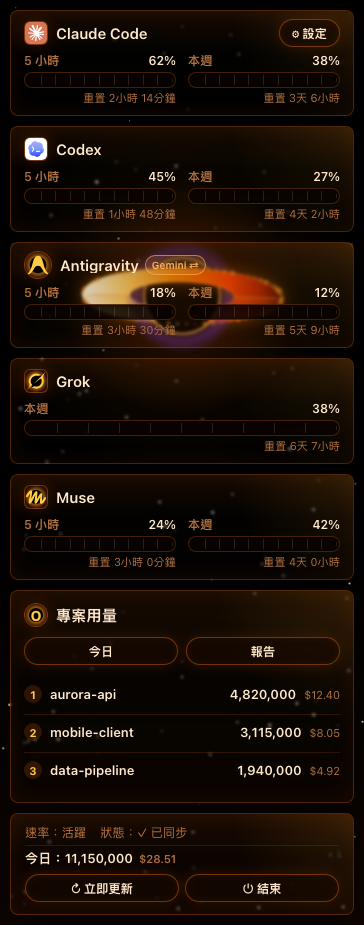 Claude Code ⚙ 設定
5 小時 62% 本週 38%
重置 2小時 14分鐘 重置 3天 6小時
Codex
5 小時 45% 本週 27%
重置 1小時 48分鐘 重置 4天 2小時
Antigravity Gemini ⇄
5 小時 18% 本週 12%
重置 3小時 30分鐘 重置 5天 9小時
Grok
本週 38%
重置 6天 7小時
Muse
5 小時 24% 本週 42%
重置 3小時 0分鐘 重置 4天 0小時
專案用量
今日 報告
1 aurora-api 4,820,000 $12.40
2 mobile-client 3,115,000 $8.05
3 data-pipeline 1,940,000 $4.92
速率：活躍 狀態：✓ 已同步
今日：11,150,000 $28.51
↻ 立即更新 ⏻ 結束